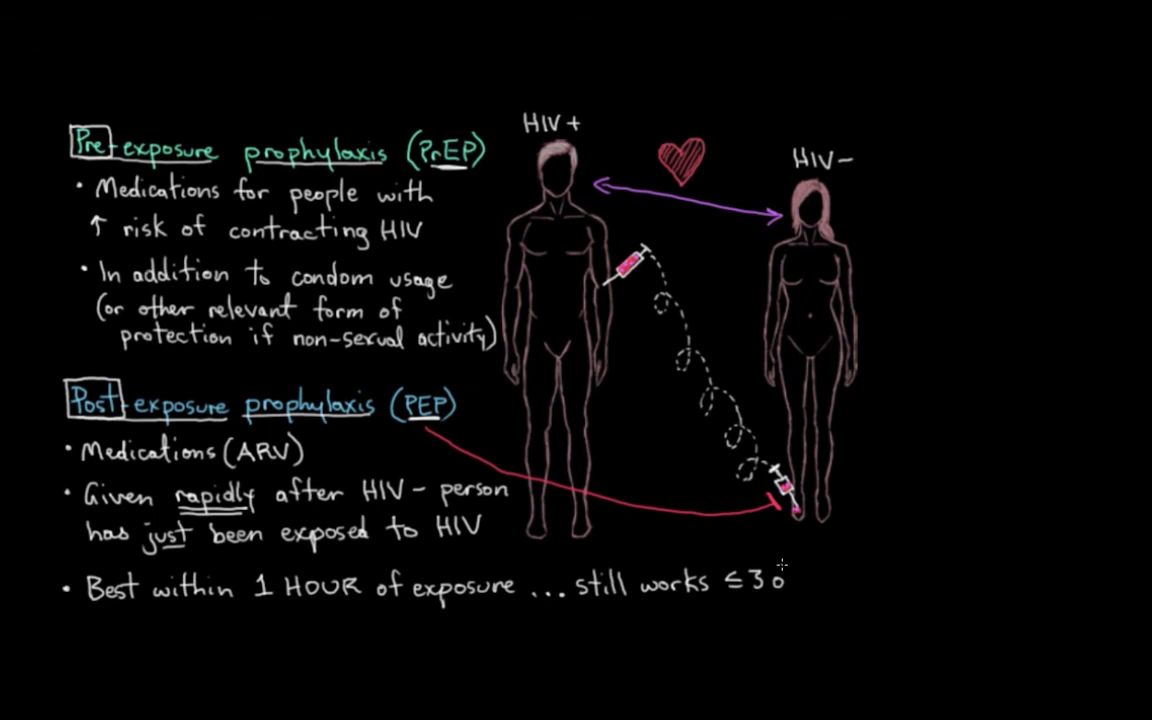 Pre-exposure prophylaxis (PrEP)
• Medications for people with
↑ risk of contracting HIV
• In addition to condom usage
(or other relevant form of
protection if non-sexual activity)
Post-exposure prophylaxis (PEP)
• Medications (ARV)
• Given rapidly after HIV- person
has just been exposed to HIV
• Best within 1 HOUR of exposure ... still works ≤30
HIV+
HIV-